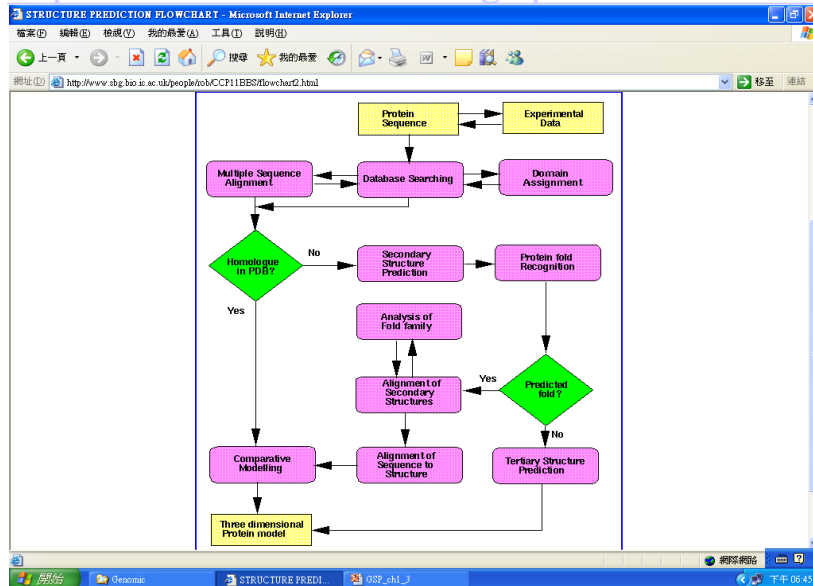 STRUCTURE PREDICTION FLOWCHART - Microsoft Internet Explorer
檔案(F) 編輯(E) 檢視(V) 我的最愛(A) 工具(T) 說明(H)
上一頁 搜尋 我的最愛
網址(D) http://www.sbg.bio.ic.ac.uk/people/rob/CCP11BBS/flowchart2.html 移至 連結
Protein
Sequence
Experimental
Data
Multiple Sequence
Alignment
Database Searching
Domain
Assignment
Homologue
in PDB?
No
Secondary
Structure
Prediction
Protein fold
Recognition
Yes
Analysis of
Fold family
Alignment of
Secondary
Structures
Yes
Predicted
fold?
No
Comparative
Modelling
Alignment of
Sequence to
Structure
Tertiary Structure
Prediction
Three dimensional
Protein model
網際網路
開始 Genomic STRUCTURE PREDI... GSP_ch1_3 下午 06:45